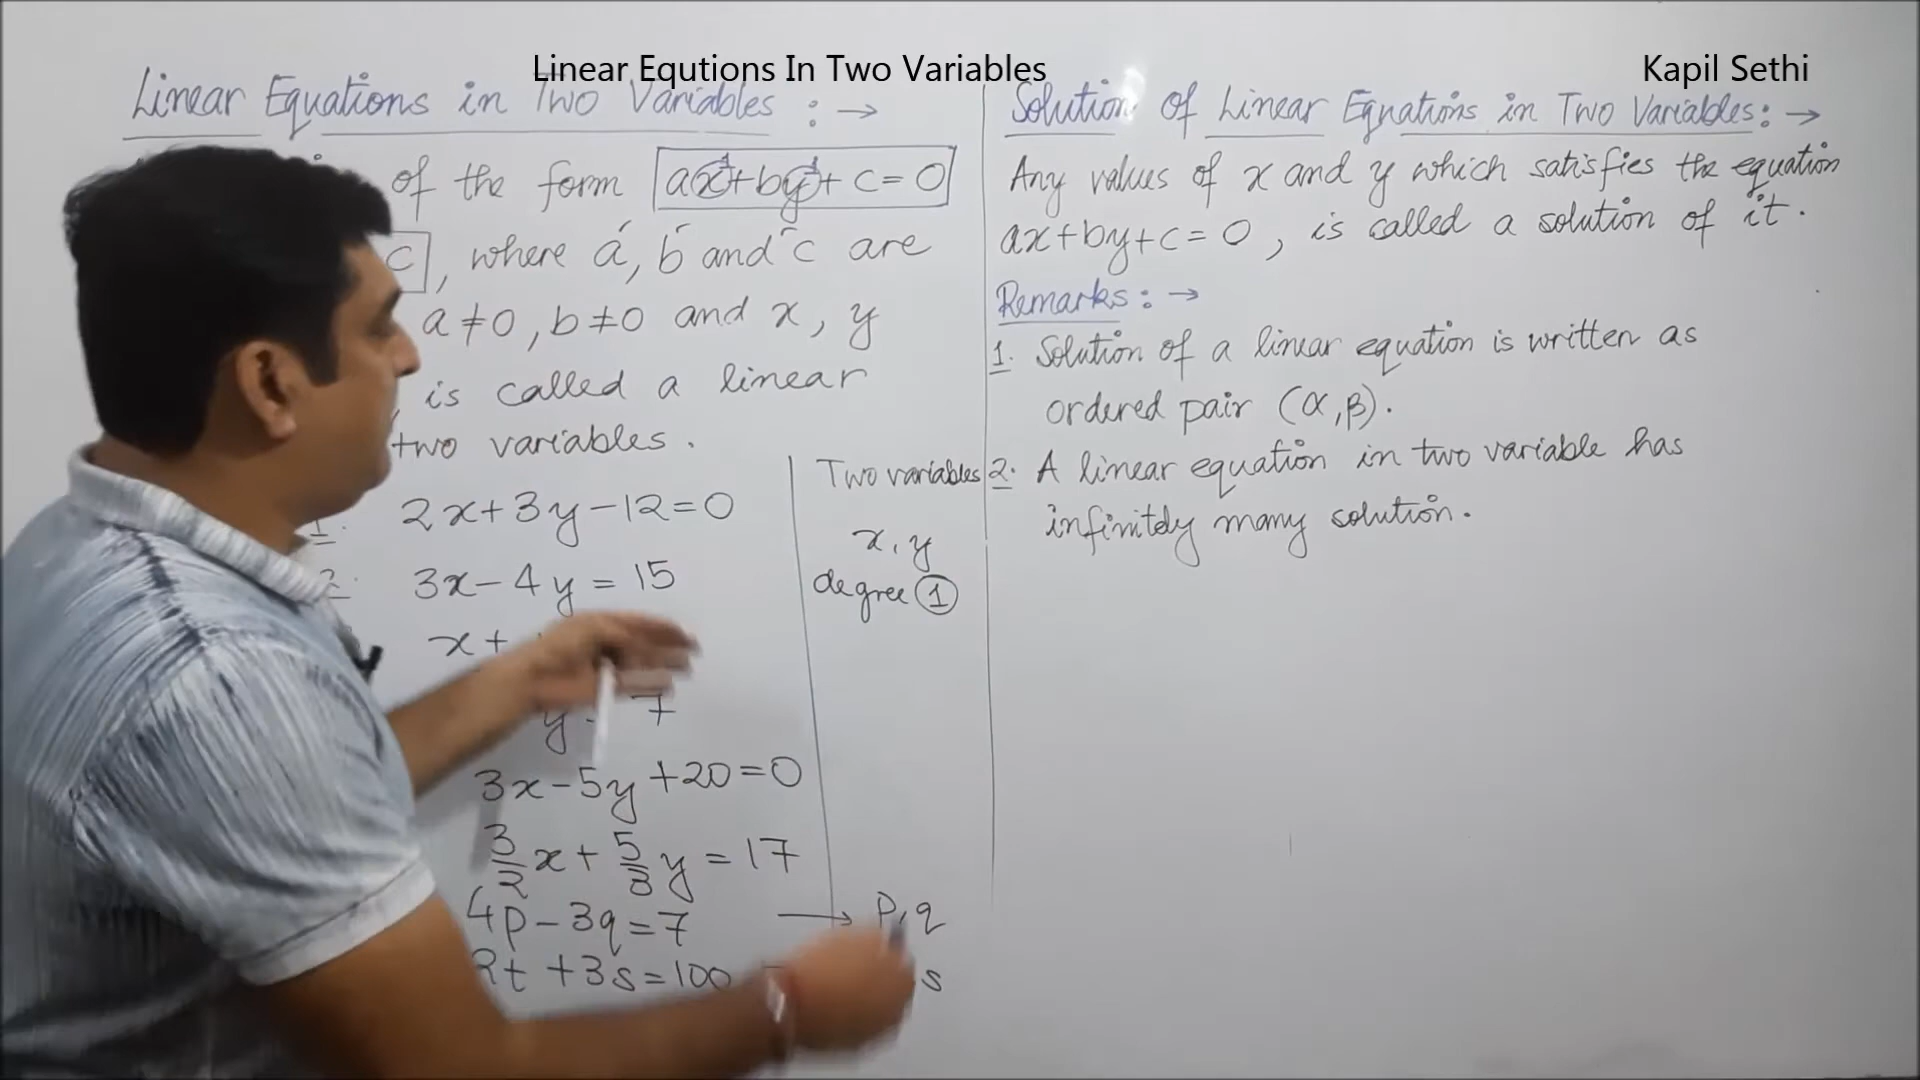 Linear Equtions In Two Variables
Kapil Sethi
Linear Equations in Two Variables : →
of the form ax¹+by¹+ c = 0
c , where a, b and c are
a ≠ 0 , b ≠ 0 and x , y
, is called a linear
two variables .
1. 2x+3y-12=0
2. 3x-4y = 15
x+
y 7
3x-5y+20=0
3/2x+5/3y = 17
4p-3q=7 → p, q
2t +3s=100 s
Two variables
x, y
degree 1
Solution of Linear Equations in Two Variables: →
Any values of x and y which satisfies the equation
ax+by+c = 0 , is called a solution of it .
Remarks : →
1. Solution of a linear equation is written as
ordered pair (α, β).
2. A linear equation in two variable has
infinitely many solution.